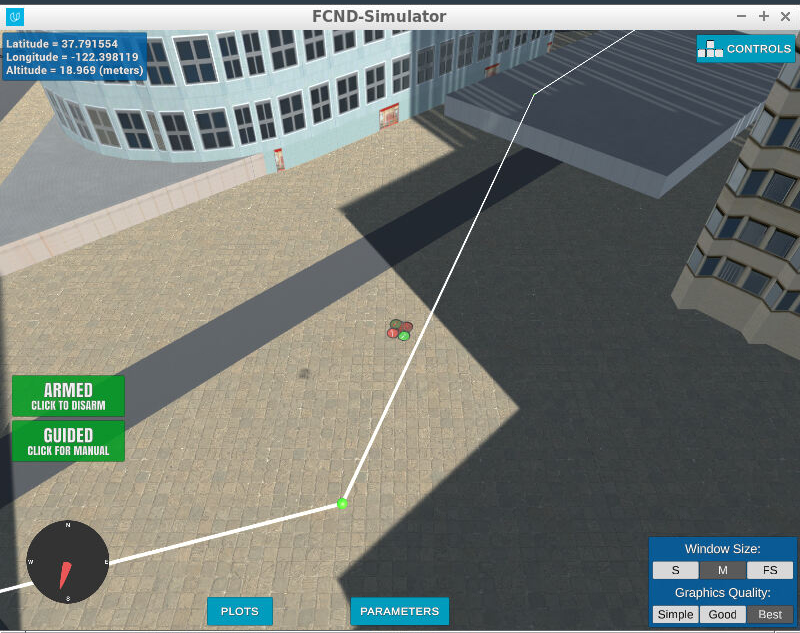 FCND-Simulator
Latitude = 37.791554
Longitude = -122.398119
Altitude = 18.969 (meters)
CONTROLS
ARMED
CLICK TO DISARM
GUIDED
CLICK FOR MANUAL
N
W E
S
PLOTS
PARAMETERS
Window Size:
S M FS
Graphics Quality:
Simple Good Best